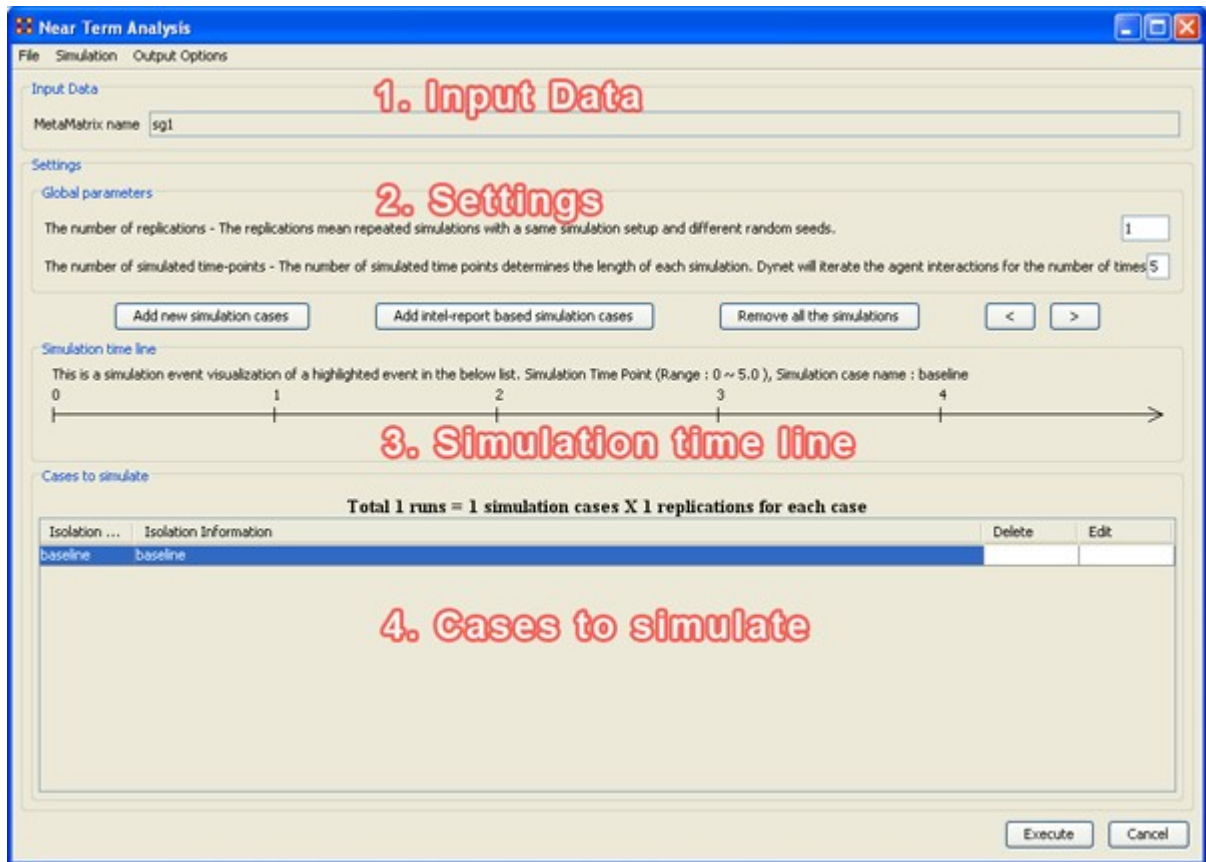 Near Term Analysis
File Simulation Output Options
Input Data
1. Input Data
MetaMatrix name sg1
Settings
Global parameters
2. Settings
The number of replications - The replications mean repeated simulations with a same simulation setup and different random seeds. 1
The number of simulated time-points - The number of simulated time points determines the length of each simulation. Dynet will iterate the agent interactions for the number of times 5
Add new simulation cases Add intel-report based simulation cases Remove all the simulations < >
Simulation time line
This is a simulation event visualization of a highlighted event in the below list. Simulation Time Point (Range : 0 ~ 5.0 ), Simulation case name : baseline
0 1 2 3 4
3. Simulation time line
Cases to simulate
Total 1 runs = 1 simulation cases X 1 replications for each case
Isolation ... Isolation Information Delete Edit
baseline baseline
4. Cases to simulate
Execute Cancel